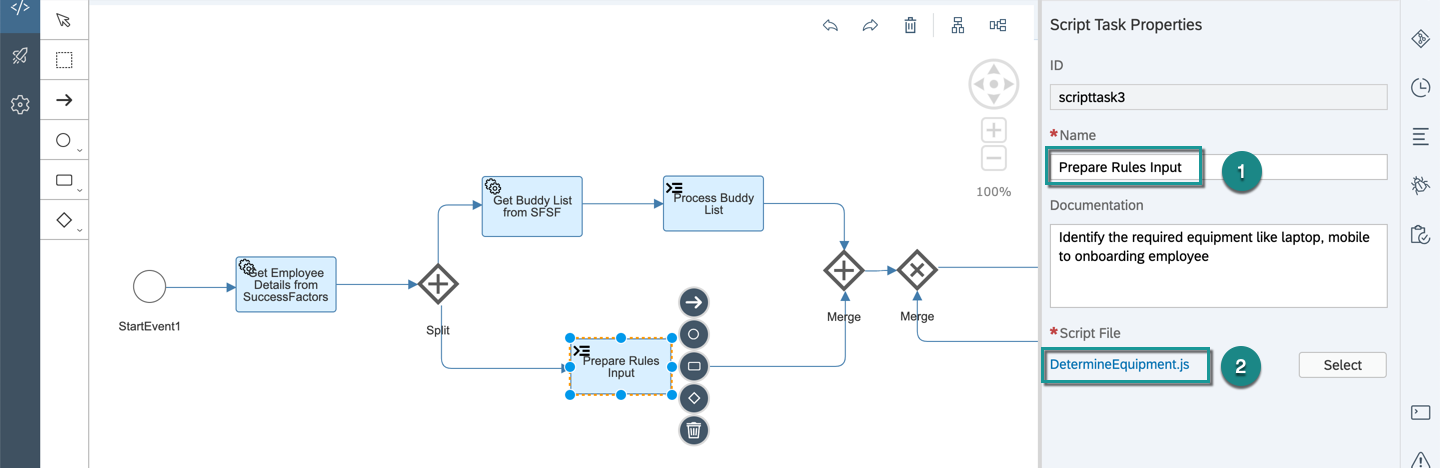 100%
Get Buddy List
from SFSF
Process Buddy
List
Get Employee
Details from
SuccessFactors
StartEvent1
Split
Merge
Merge
Prepare Rules
Input
Script Task Properties
ID
scripttask3
*Name
Prepare Rules Input
1
Documentation
Identify the required equipment like laptop, mobile
to onboarding employee
*Script File
DetermineEquipment.js
2
Select